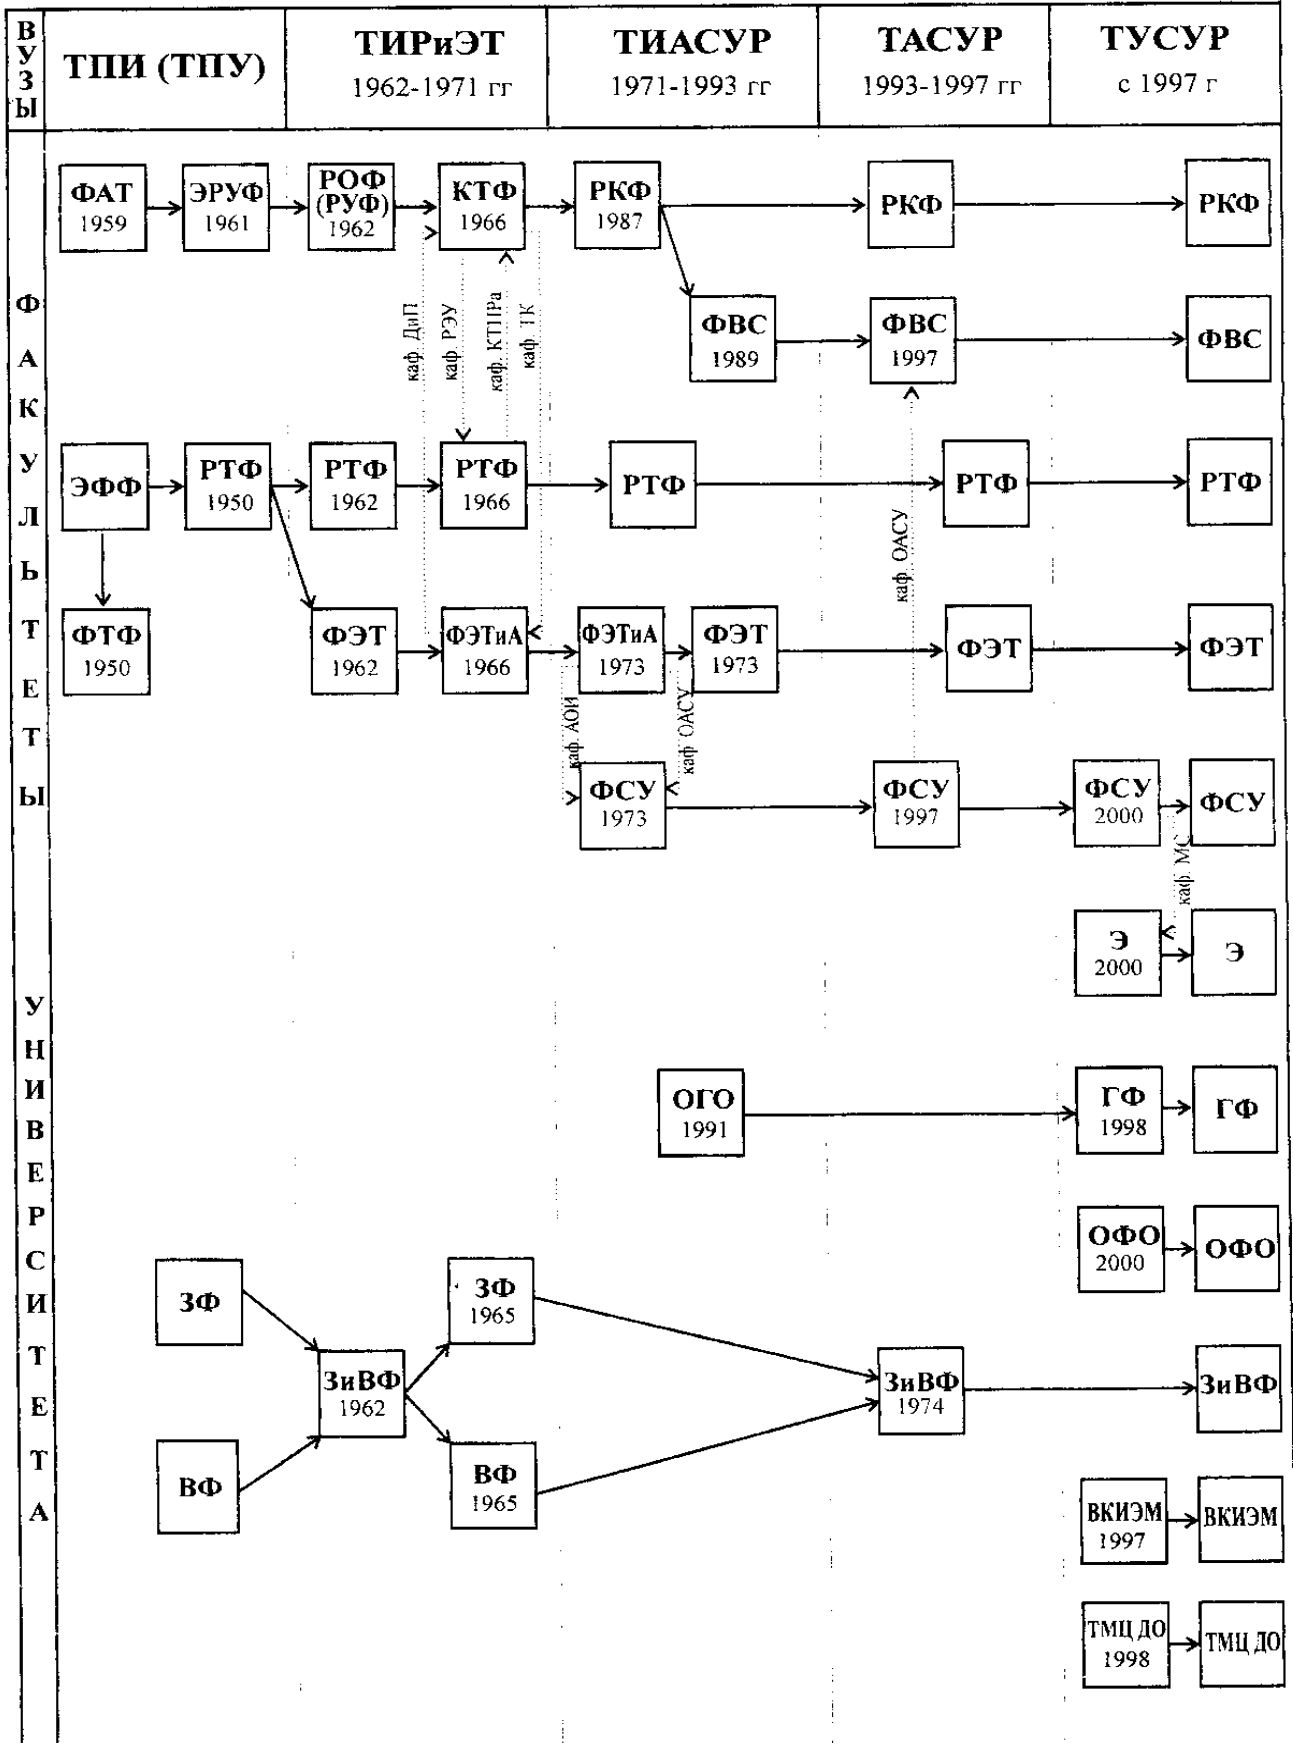 ВУЗЫ
ТПИ (ТПУ)
ТИРиЭТ
1962-1971 гг
ТИАСУР
1971-1993 гг
ТАСУР
1993-1997 гг
ТУСУР
с 1997 г
ФАКУЛЬТЕТЫ
УНИВЕРСИТЕТА
ФАТ
1959
ЭРУФ
1961
РОФ
(РУФ)
1962
КТФ
1966
РКФ
1987
РКФ
РКФ
каф. ДиП
каф. РЭУ
каф. КТПРа
каф. ТК
ФВС
1989
ФВС
1997
ФВС
ЭФФ
РТФ
1950
РТФ
1962
РТФ
1966
РТФ
РТФ
РТФ
каф. ОАСУ
ФТФ
1950
ФЭТ
1962
ФЭТиА
1966
ФЭТиА
1973
ФЭТ
1973
ФЭТ
ФЭТ
каф. АОИ
каф. ОАСУ
ФСУ
1973
ФСУ
1997
ФСУ
2000
ФСУ
каф. МС
Э
2000
Э
ОГО
1991
ГФ
1998
ГФ
ОФО
2000
ОФО
ЗФ
ЗФ
1965
ЗиВФ
1962
ЗиВФ
1974
ЗиВФ
ВФ
ВФ
1965
ВКИЭМ
1997
ВКИЭМ
ТМЦ ДО
1998
ТМЦ ДО